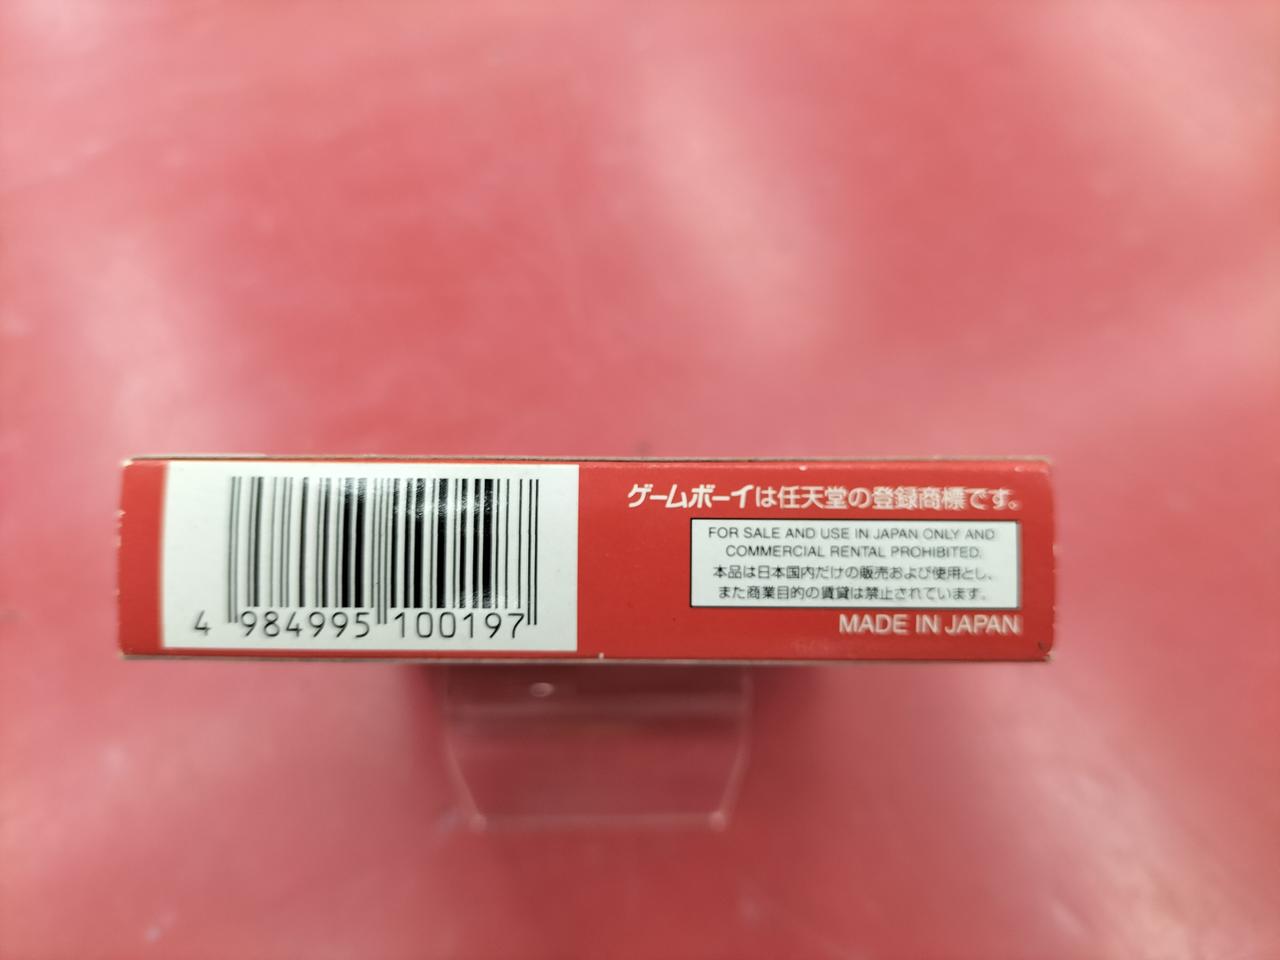 4 984995 100197
ゲームボーイは任天堂の登録商標です。
FOR SALE AND USE IN JAPAN ONLY AND
COMMERCIAL RENTAL PROHIBITED.
本品は日本国内だけの販売および使用とし、
また商業目的の賃貸は禁止されています。
MADE IN JAPAN